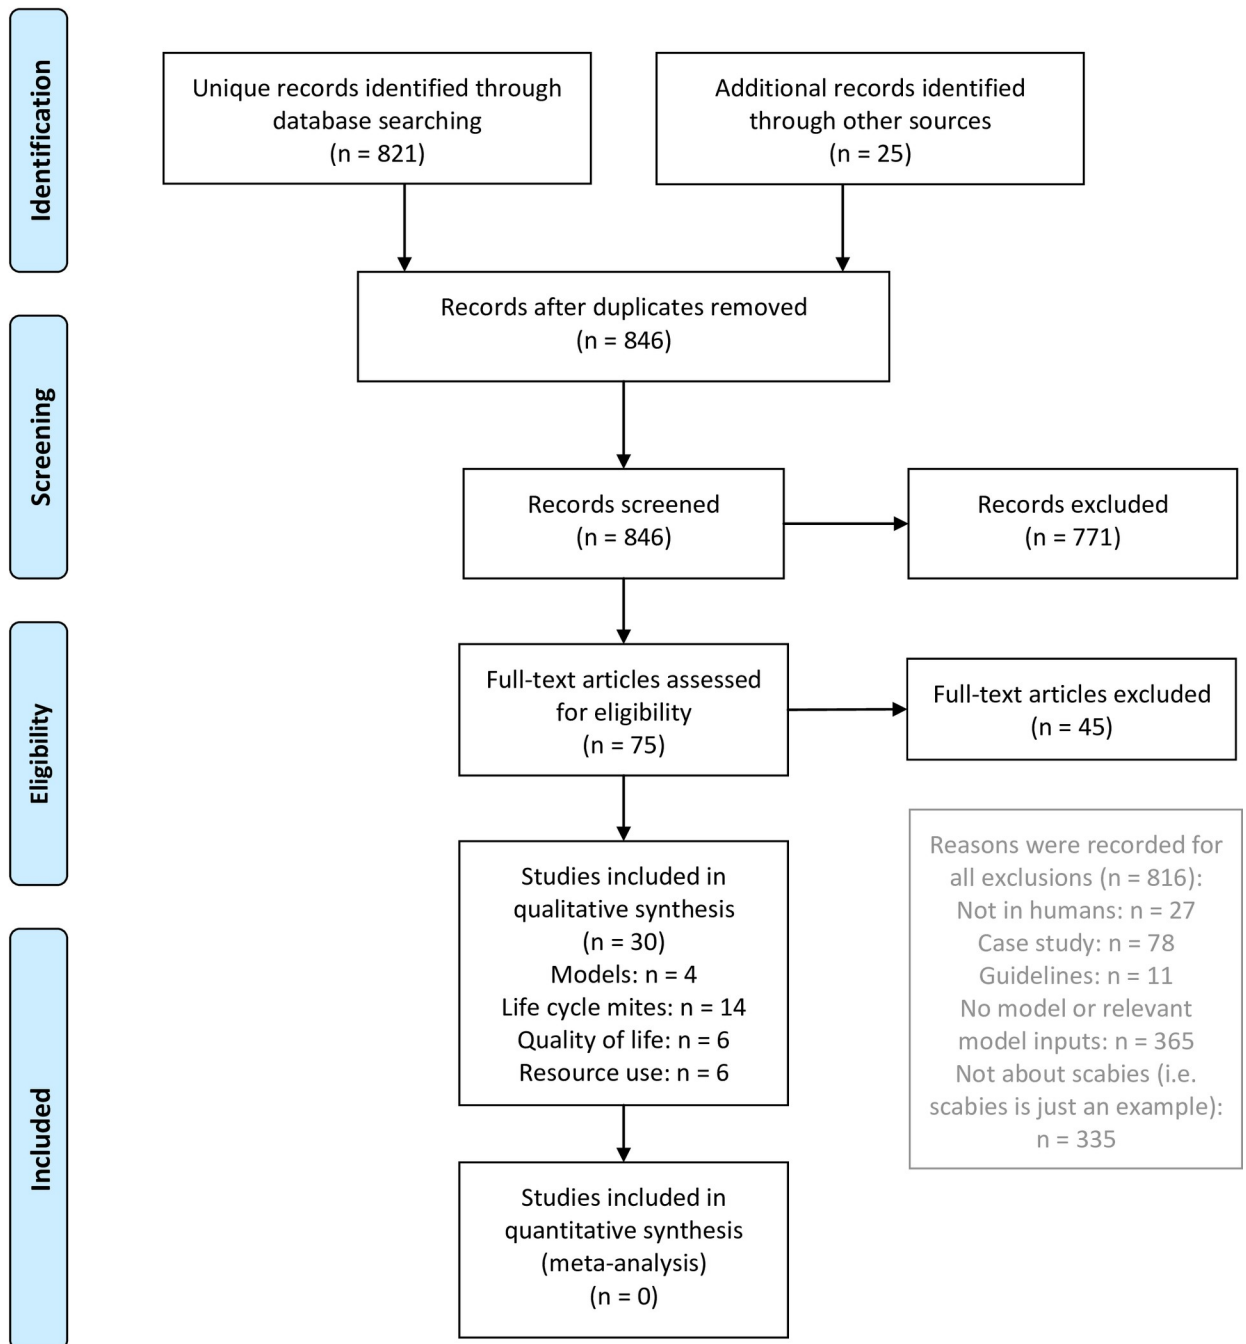 Identification
Unique records identified through
database searching
(n = 821)
Additional records identified
through other sources
(n = 25)
Records after duplicates removed
(n = 846)
Screening
Records screened
(n = 846)
Records excluded
(n = 771)
Eligibility
Full-text articles assessed
for eligibility
(n = 75)
Full-text articles excluded
(n = 45)
Reasons were recorded for
all exclusions (n = 816):
Not in humans: n = 27
Case study: n = 78
Guidelines: n = 11
No model or relevant
model inputs: n = 365
Not about scabies (i.e.
scabies is just an example):
n = 335
Included
Studies included in
qualitative synthesis
(n = 30)
Models: n = 4
Life cycle mites: n = 14
Quality of life: n = 6
Resource use: n = 6
Studies included in
quantitative synthesis
(meta-analysis)
(n = 0)